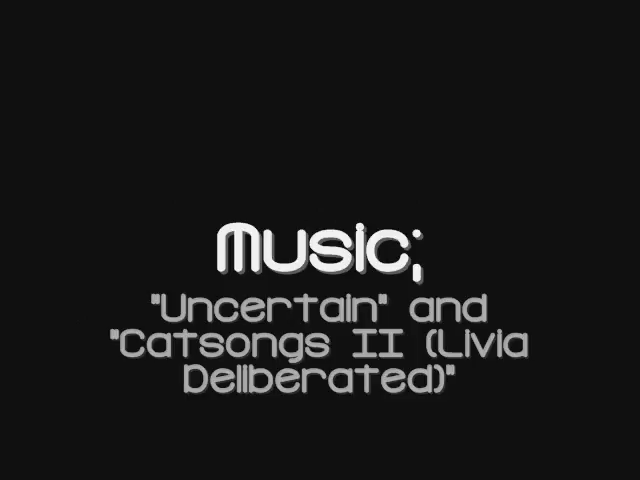 Music;
"Uncertain" and
"Catsongs II (Livia
Deliberated)"